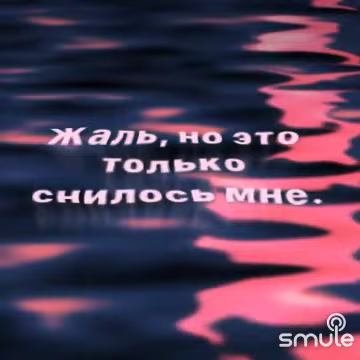 Жаль, но это
только
снилось мне.
smule